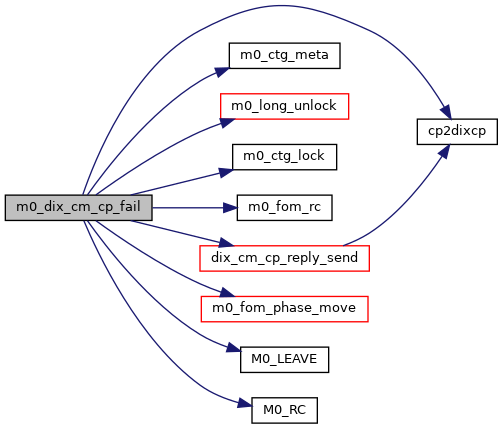 m0_ctg_meta
m0_long_unlock
cp2dixcp
m0_ctg_lock
m0_dix_cm_cp_fail
m0_fom_rc
dix_cm_cp_reply_send
m0_fom_phase_move
M0_LEAVE
M0_RC